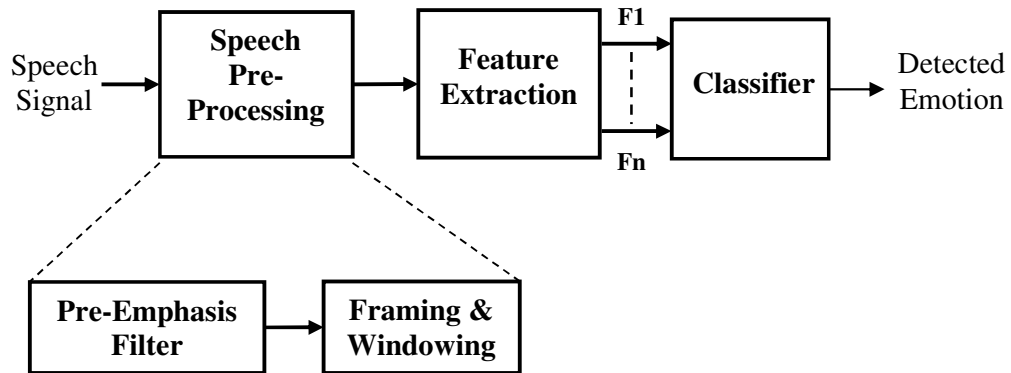 Speech
Signal
Speech
Pre-
Processing
Feature
Extraction
F1
Fn
Classifier
Detected
Emotion
Pre-Emphasis
Filter
Framing &
Windowing